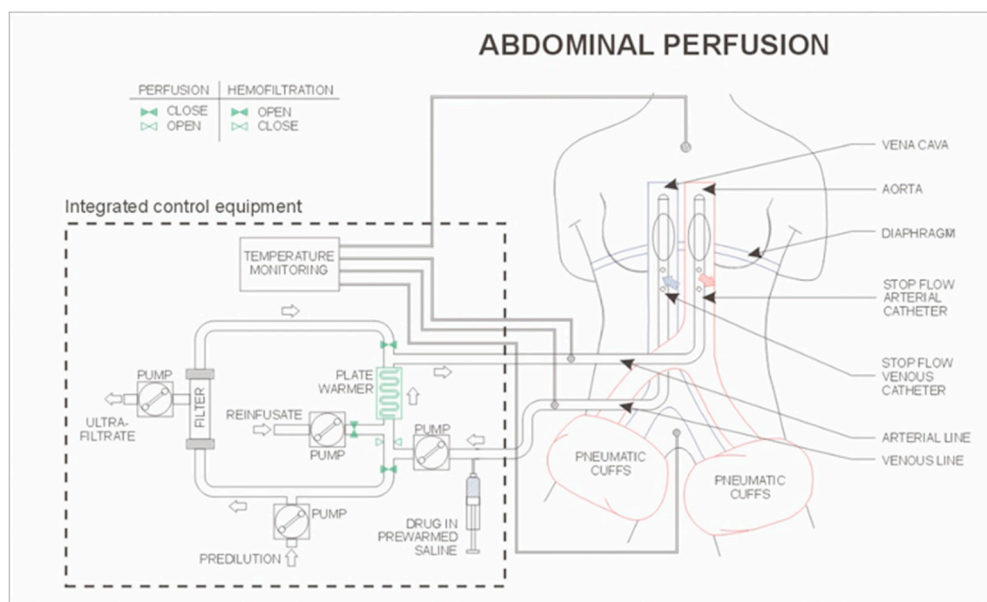 ABDOMINAL PERFUSION
PERFUSION HEMOFILTRATION
CLOSE OPEN
OPEN CLOSE
Integrated control equipment
TEMPERATURE
MONITORING
PUMP
ULTRA-
FILTRATE
FILTER
PLATE
WARMER
REINFUSATE
PUMP
PUMP
PUMP
PREDILUTION
DRUG IN
PREWARMED
SALINE
VENA CAVA
AORTA
DIAPHRAGM
STOP FLOW
ARTERIAL
CATHETER
STOP FLOW
VENOUS
CATHETER
ARTERIAL LINE
VENOUS LINE
PNEUMATIC
CUFFS
PNEUMATIC
CUFFS